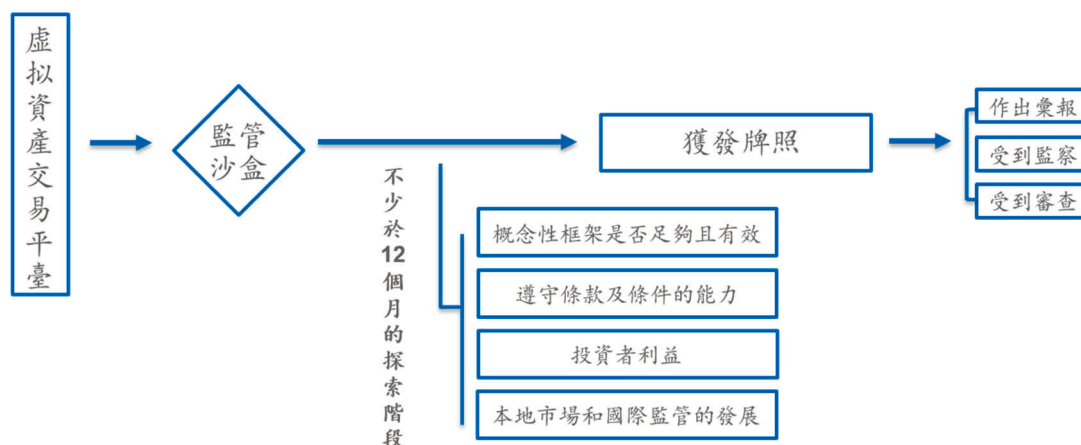 虛拟資產交易平臺
監管
沙盒
不少於12個月的探索階段
獲發牌照
概念性框架是否足夠且有效
遵守條款及條件的能力
投資者利益
本地市場和國際監管的發展
作出彙報
受到監察
受到審查